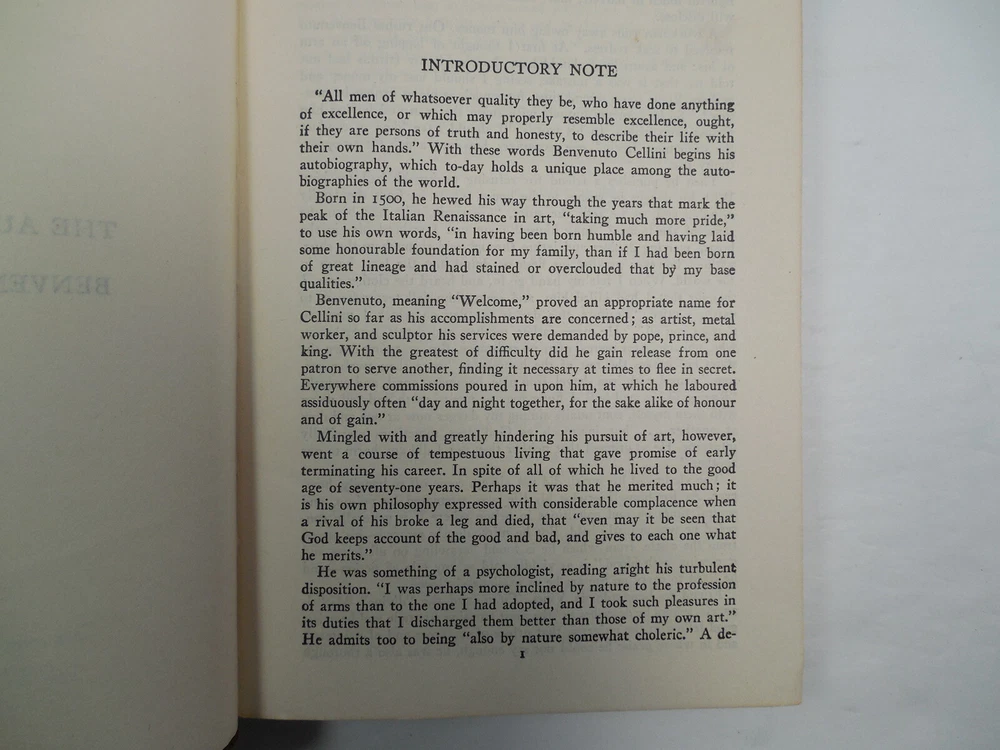 INTRODUCTORY NOTE
“All men of whatsoever quality they be, who have done anything
of excellence, or which may properly resemble excellence, ought,
if they are persons of truth and honesty, to describe their life with
their own hands.” With these words Benvenuto Cellini begins his
autobiography, which to-day holds a unique place among the auto-
biographies of the world.
Born in 1500, he hewed his way through the years that mark the
peak of the Italian Renaissance in art, “taking much more pride,”
to use his own words, “in having been born humble and having laid
some honourable foundation for my family, than if I had been born
of great lineage and had stained or overclouded that by my base
qualities.”
Benvenuto, meaning “Welcome,” proved an appropriate name for
Cellini so far as his accomplishments are concerned; as artist, metal
worker, and sculptor his services were demanded by pope, prince, and
king. With the greatest of difficulty did he gain release from one
patron to serve another, finding it necessary at times to flee in secret.
Everywhere commissions poured in upon him, at which he laboured
assiduously often “day and night together, for the sake alike of honour
and of gain.”
Mingled with and greatly hindering his pursuit of art, however,
went a course of tempestuous living that gave promise of early
terminating his career. In spite of all of which he lived to the good
age of seventy-one years. Perhaps it was that he merited much; it
is his own philosophy expressed with considerable complacence when
a rival of his broke a leg and died, that “even may it be seen that
God keeps account of the good and bad, and gives to each one what
he merits.”
He was something of a psychologist, reading aright his turbulent
disposition. “I was perhaps more inclined by nature to the profession
of arms than to the one I had adopted, and I took such pleasures in
its duties that I discharged them better than those of my own art.”
He admits too to being “also by nature somewhat choleric.” A de-
1